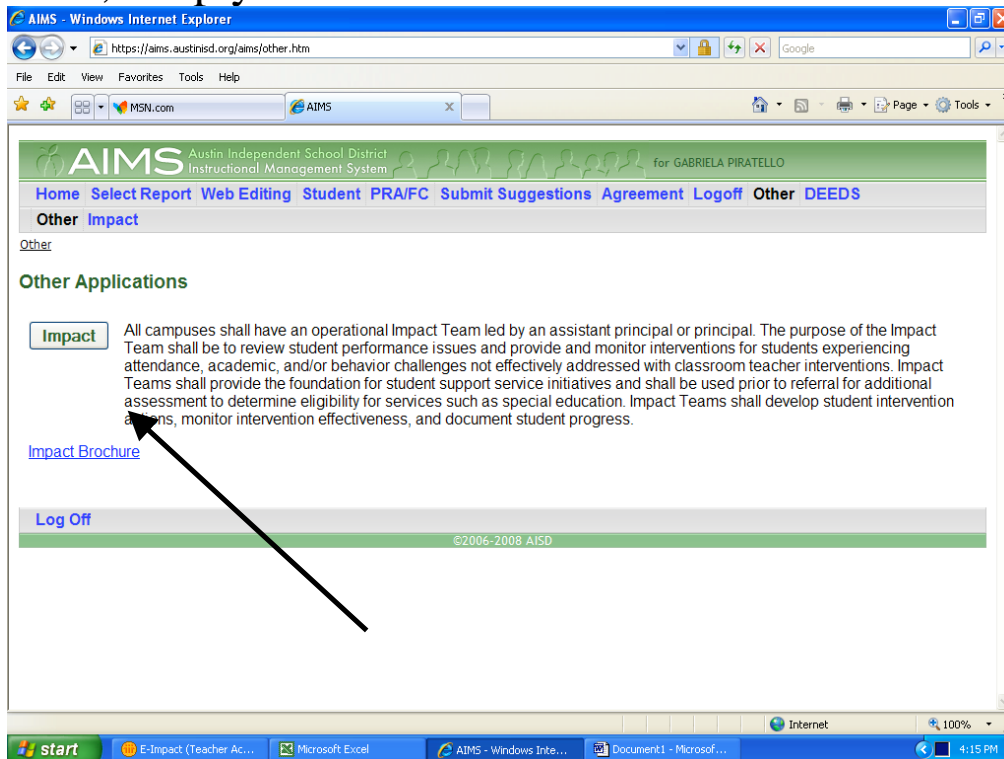 AIMS - Windows Internet Explorer
https://aims.austinisd.org/aims/other.htm
Google
File Edit View Favorites Tools Help
MSN.com AIMS X Page Tools
AIMS Austin Independent School District
Instructional Management System
for GABRIELA PIRATELLO
Home Select Report Web Editing Student PRA/FC Submit Suggestions Agreement Logoff Other DEEDS
Other Impact
Other
Other Applications
Impact
All campuses shall have an operational Impact Team led by an assistant principal or principal. The purpose of the Impact
Team shall be to review student performance issues and provide and monitor interventions for students experiencing
attendance, academic, and/or behavior challenges not effectively addressed with classroom teacher interventions. Impact
Teams shall provide the foundation for student support service initiatives and shall be used prior to referral for additional
assessment to determine eligibility for services such as special education. Impact Teams shall develop student intervention
actions, monitor intervention effectiveness, and document student progress.
Impact Brochure
Log Off
©2006-2008 AISD
Internet 100%
start E-Impact (Teacher Ac... Microsoft Excel AIMS - Windows Inte... Document1 - Microsof... 4:15 PM